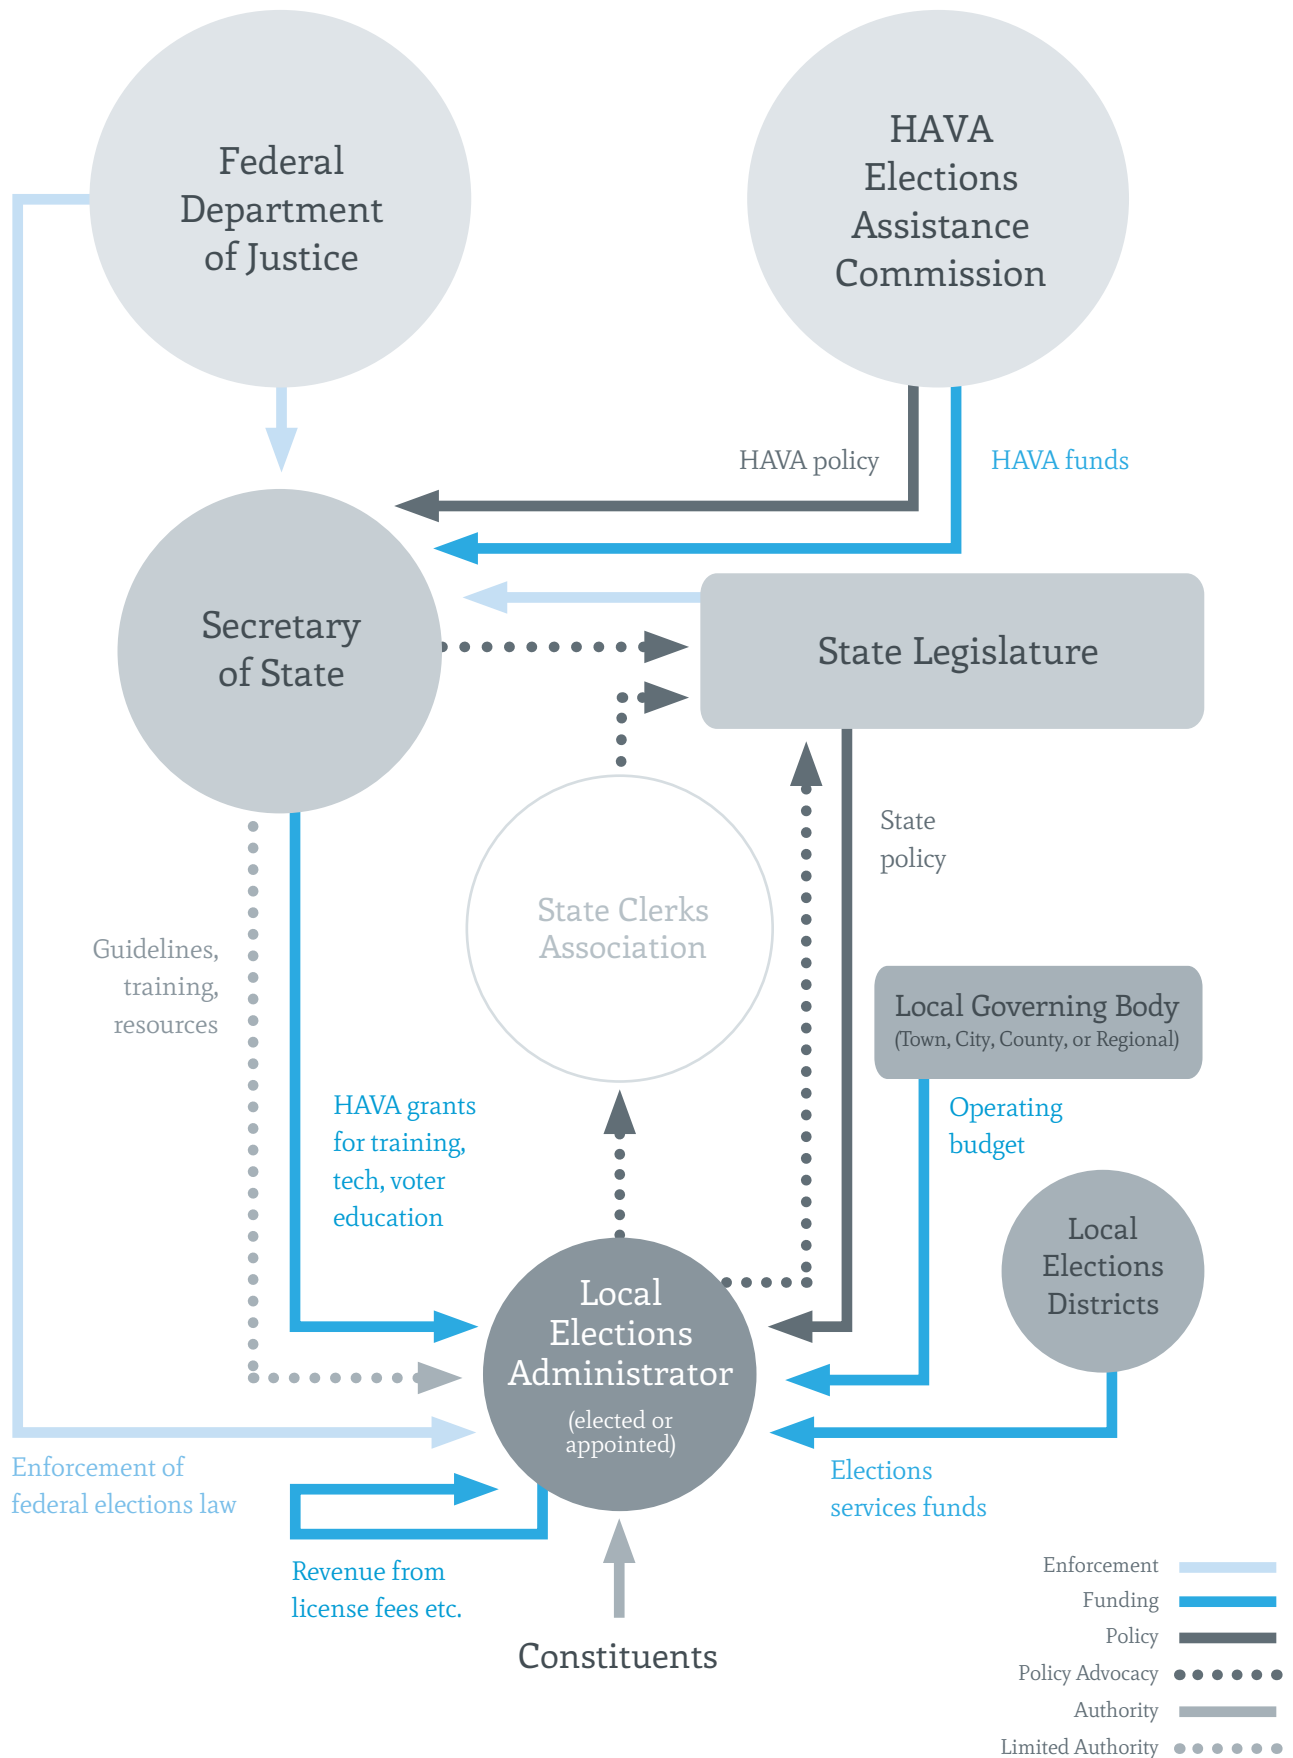 Federal
Department
of Justice
HAVA
Elections
Assistance
Commission
HAVA policy
HAVA funds
Secretary
of State
State Legislature
State
policy
State Clerks
Association
Guidelines,
training,
resources
Local Governing Body
(Town, City, County, or Regional)
HAVA grants
for training,
tech, voter
education
Operating
budget
Local
Elections
Districts
Local
Elections
Administrator
(elected or
appointed)
Enforcement of
federal elections law
Elections
services funds
Revenue from
license fees etc.
Constituents
Enforcement
Funding
Policy
Policy Advocacy
Authority
Limited Authority